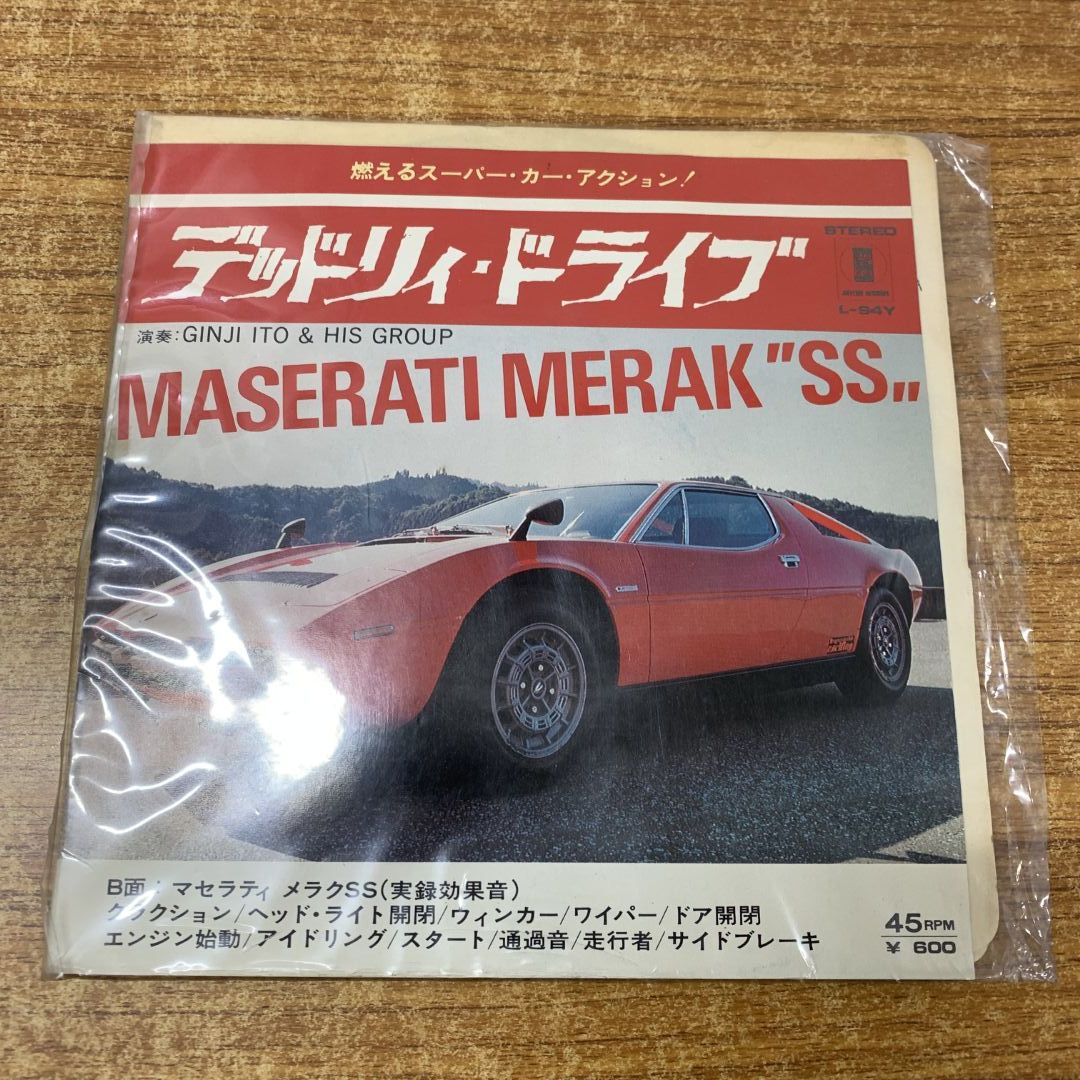 燃えるスーパー・カー・アクション!
デッドリィ・ドライブ
STEREO
L-94Y
演奏:GINJI ITO & HIS GROUP
MASERATI MERAK "SS"
B面:マセラティ メラクSS(実録効果音)
クラクション/ヘッド・ライト開閉/ウィンカー/ワイパー/ドア開閉
エンジン始動/アイドリング/スタート/通過音/走行者/サイドブレーキ
45RPM
¥ 600